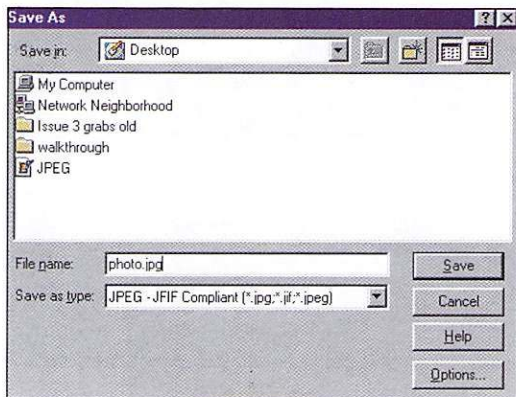 Save As
Save in: Desktop
My Computer
Network Neighborhood
Issue 3 grabs old
walkthrough
JPEG
File name: photo.jpg Save
Save as type: JPEG - JFIF Compliant (*.jpg;*.jif;*.jpeg) Cancel
Help
Options...